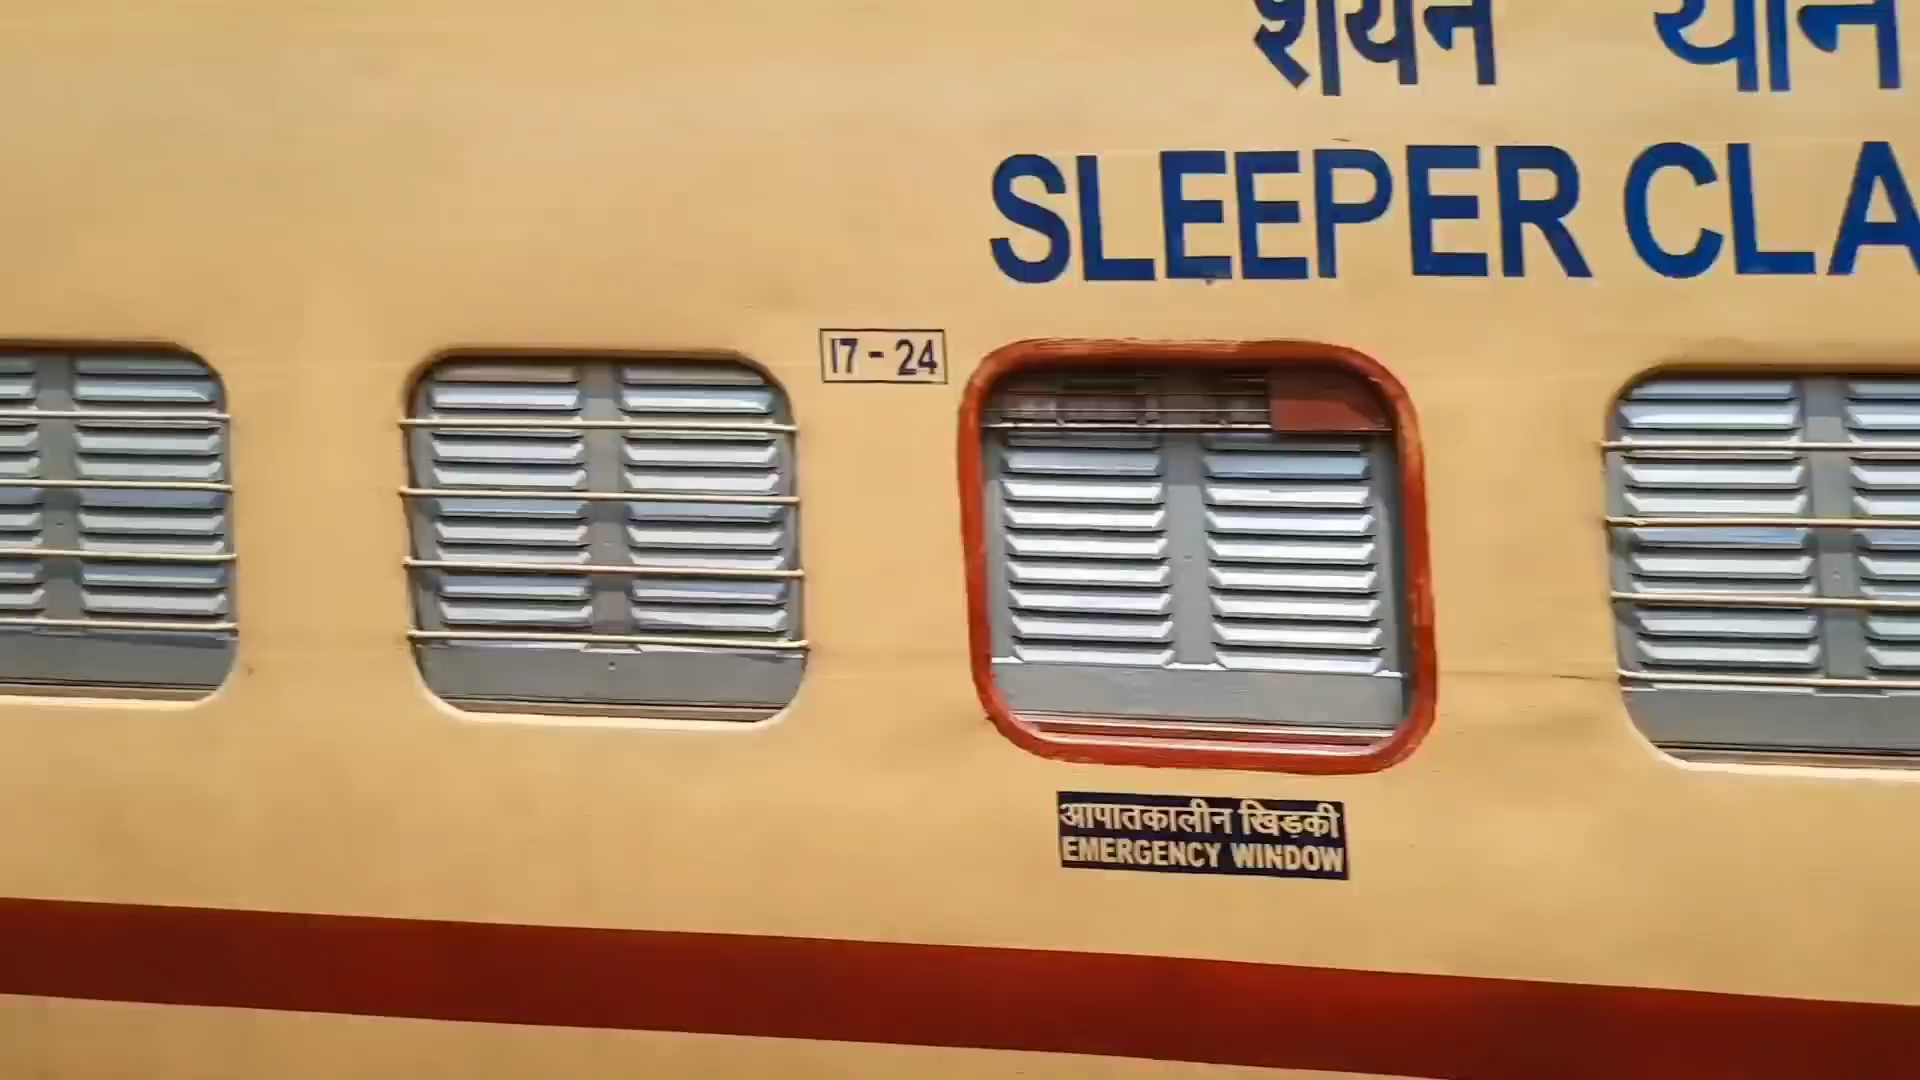 शयन यान
SLEEPER CLA
17 - 24
आपातकालीन खिड़की
EMERGENCY WINDOW